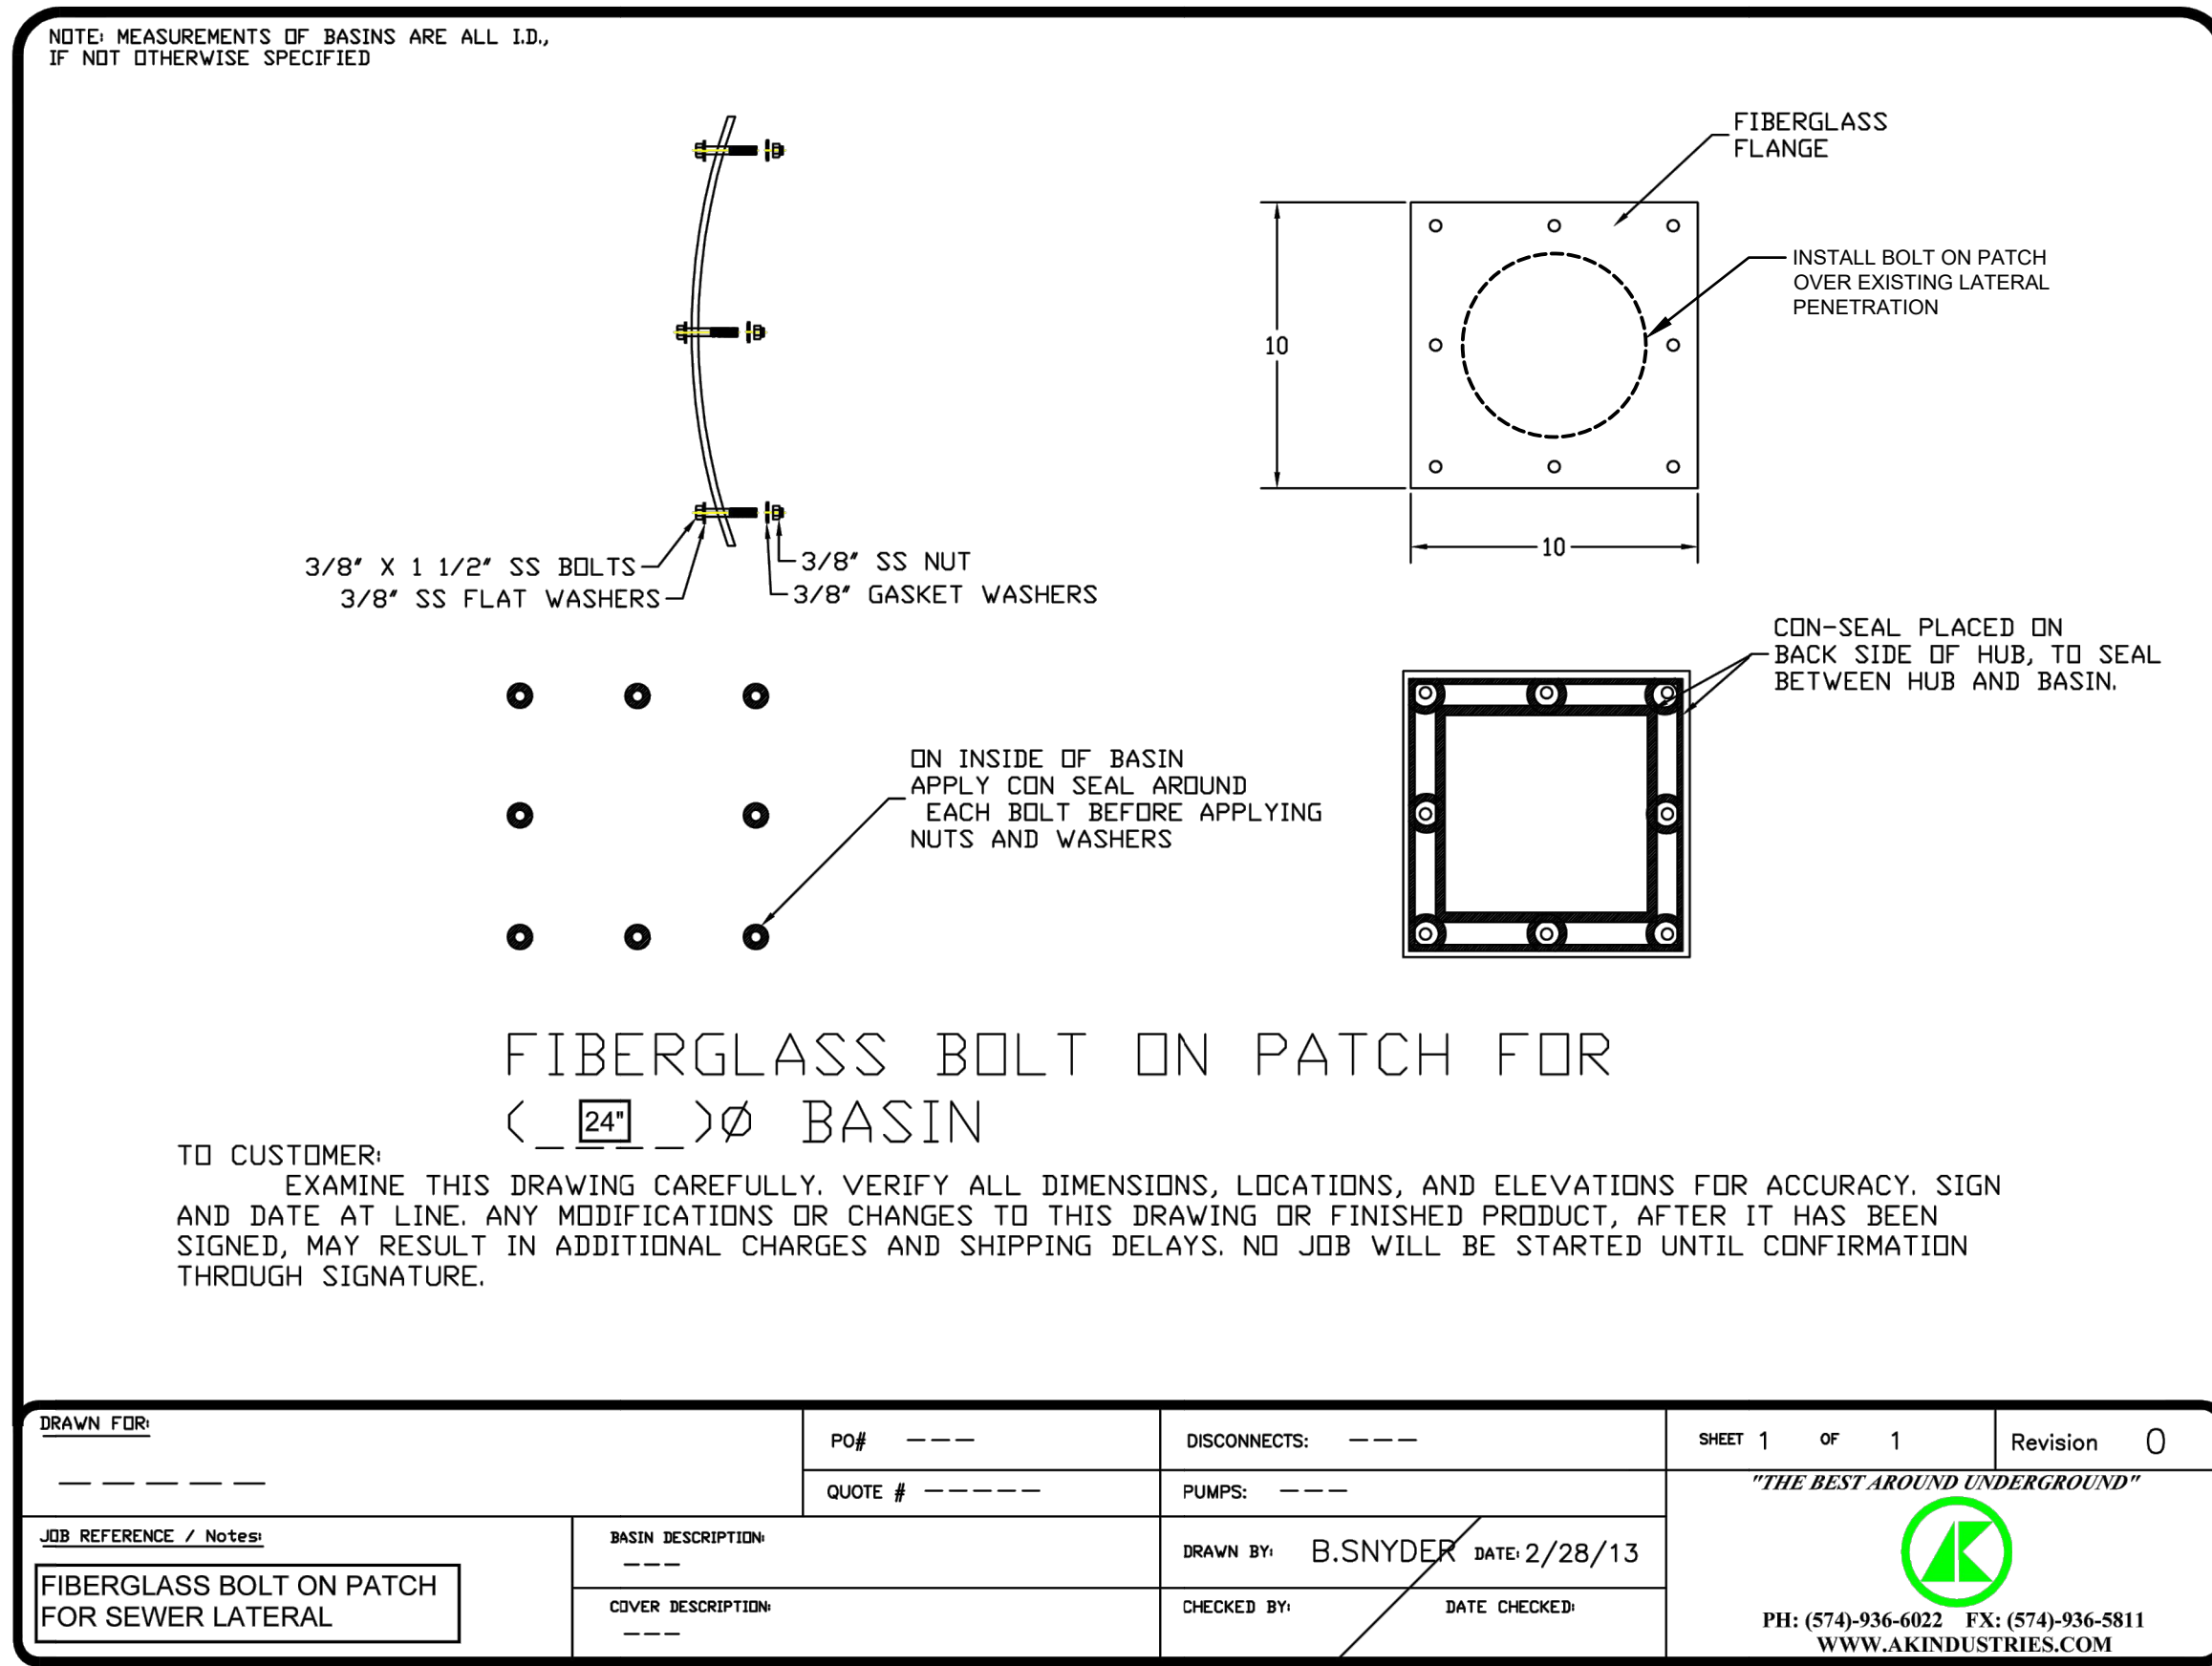 NOTE: MEASUREMENTS OF BASINS ARE ALL I.D.,
IF NOT OTHERWISE SPECIFIED
FIBERGLASS
FLANGE
INSTALL BOLT ON PATCH
OVER EXISTING LATERAL
PENETRATION
10
10
3/8" X 1 1/2" SS BOLTS
3/8" SS FLAT WASHERS
3/8" SS NUT
3/8" GASKET WASHERS
CON-SEAL PLACED ON
BACK SIDE OF HUB, TO SEAL
BETWEEN HUB AND BASIN.
ON INSIDE OF BASIN
APPLY CON SEAL AROUND
EACH BOLT BEFORE APPLYING
NUTS AND WASHERS
FIBERGLASS BOLT ON PATCH FOR
(_ 24" _)Ø BASIN
TO CUSTOMER:
EXAMINE THIS DRAWING CAREFULLY. VERIFY ALL DIMENSIONS, LOCATIONS, AND ELEVATIONS FOR ACCURACY. SIGN
AND DATE AT LINE. ANY MODIFICATIONS OR CHANGES TO THIS DRAWING OR FINISHED PRODUCT, AFTER IT HAS BEEN
SIGNED, MAY RESULT IN ADDITIONAL CHARGES AND SHIPPING DELAYS. NO JOB WILL BE STARTED UNTIL CONFIRMATION
THROUGH SIGNATURE.
DRAWN FOR:
_ _ _ _ _
PO# ---
QUOTE # -----
DISCONNECTS: ---
PUMPS: ---
SHEET 1 OF 1
Revision 0
JOB REFERENCE / Notes:
FIBERGLASS BOLT ON PATCH
FOR SEWER LATERAL
BASIN DESCRIPTION:
---
COVER DESCRIPTION:
---
DRAWN BY: B.SNYDER DATE: 2/28/13
CHECKED BY: DATE CHECKED:
"THE BEST AROUND UNDERGROUND"
AK
PH: (574)-936-6022 FX: (574)-936-5811
WWW.AKINDUSTRIES.COM